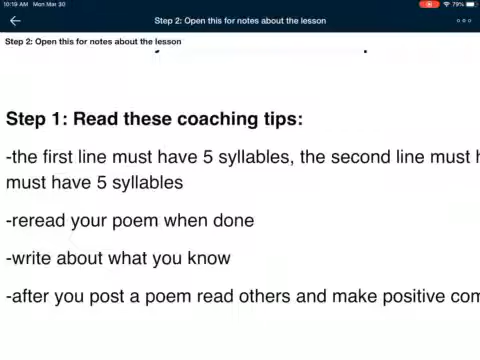 10:19 AM Mon Mar 30
79%
Step 2: Open this for notes about the lesson
Step 2: Open this for notes about the lesson
Step 1: Read these coaching tips:
-the first line must have 5 syllables, the second line must
must have 5 syllables
-reread your poem when done
-write about what you know
-after you post a poem read others and make positive